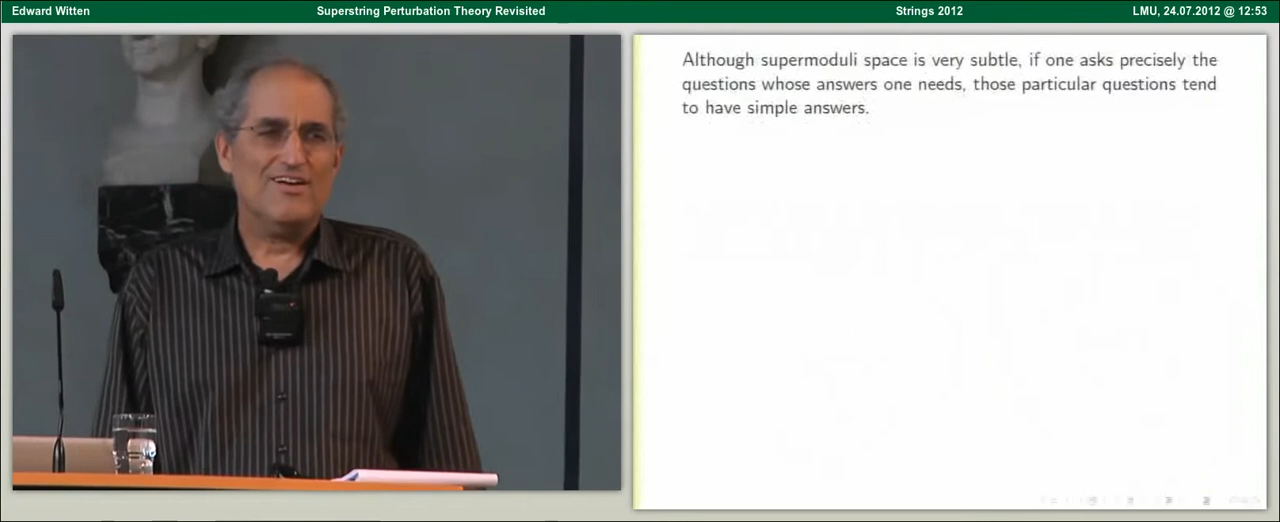 Edward Witten Superstring Perturbation Theory Revisited Strings 2012 LMU, 24.07.2012 @ 12:53
Although supermoduli space is very subtle, if one asks precisely the
questions whose answers one needs, those particular questions tend
to have simple answers.